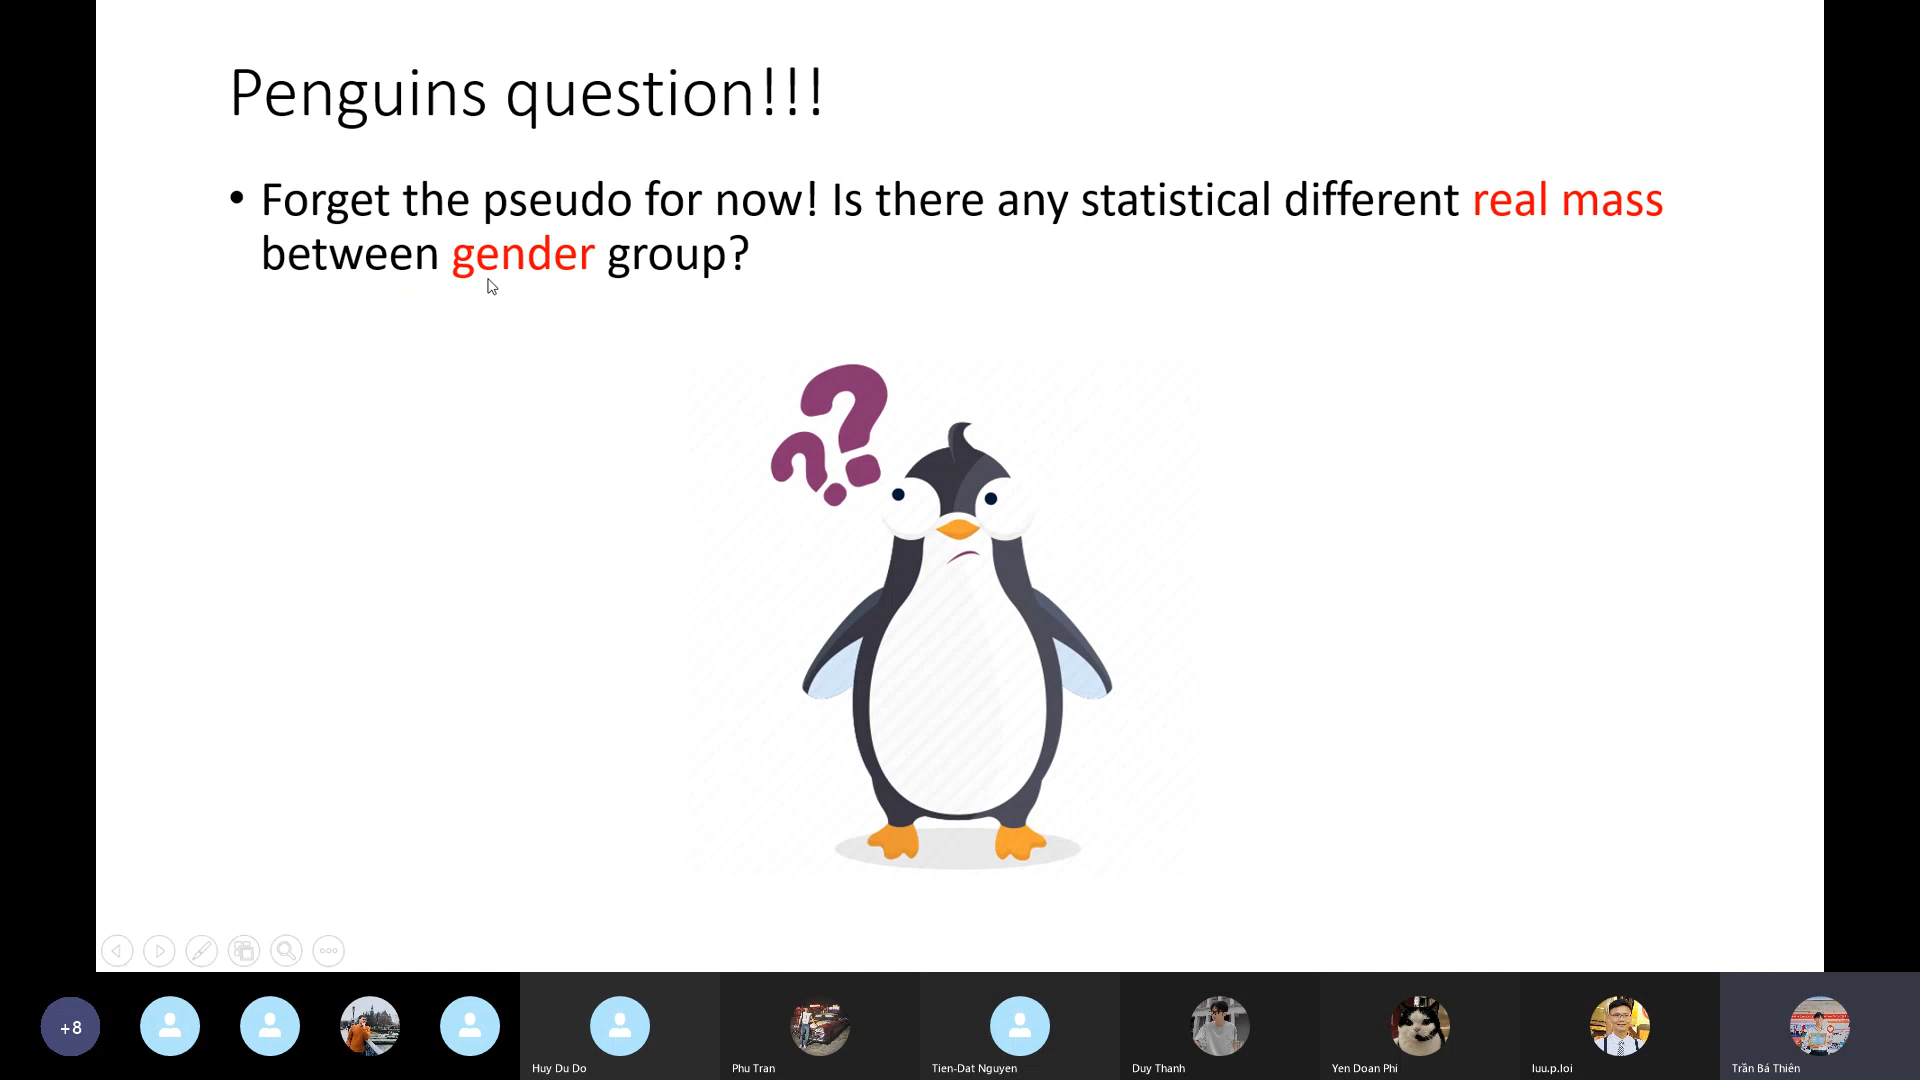 Penguins question!!!
• Forget the pseudo for now! Is there any statistical different real mass
between gender group?
+8
Huy Du Do
Phu Tran
Tien-Dat Nguyen
Duy Thanh
Yen Doan Phi
luu.p.loi
Trần Bá Thiên